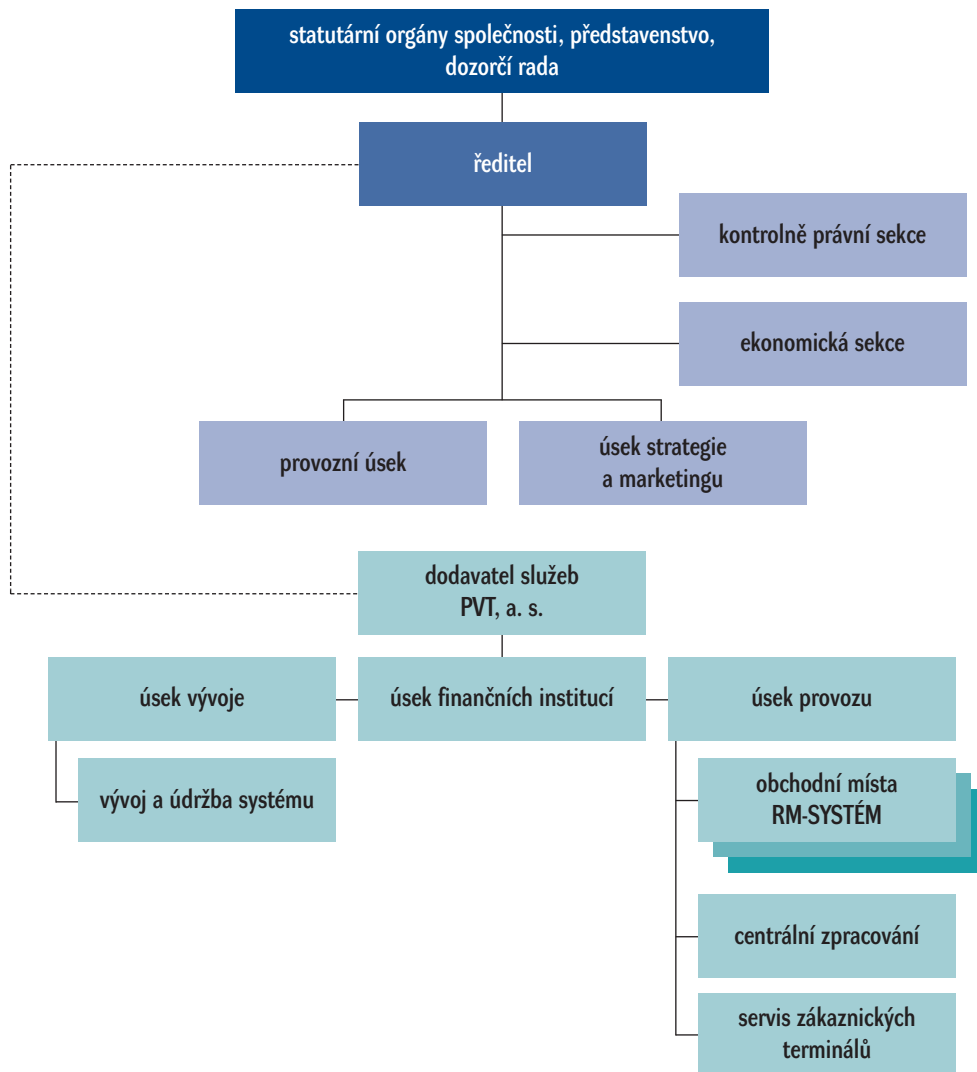 statutární orgány společnosti, představenstvo,
dozorčí rada
ředitel
kontrolně právní sekce
ekonomická sekce
provozní úsek
úsek strategie
a marketingu
dodavatel služeb
PVT, a. s.
úsek vývoje
úsek finančních institucí
úsek provozu
vývoj a údržba systému
obchodní místa
RM-SYSTÉM
centrální zpracování
servis zákaznických
terminálů